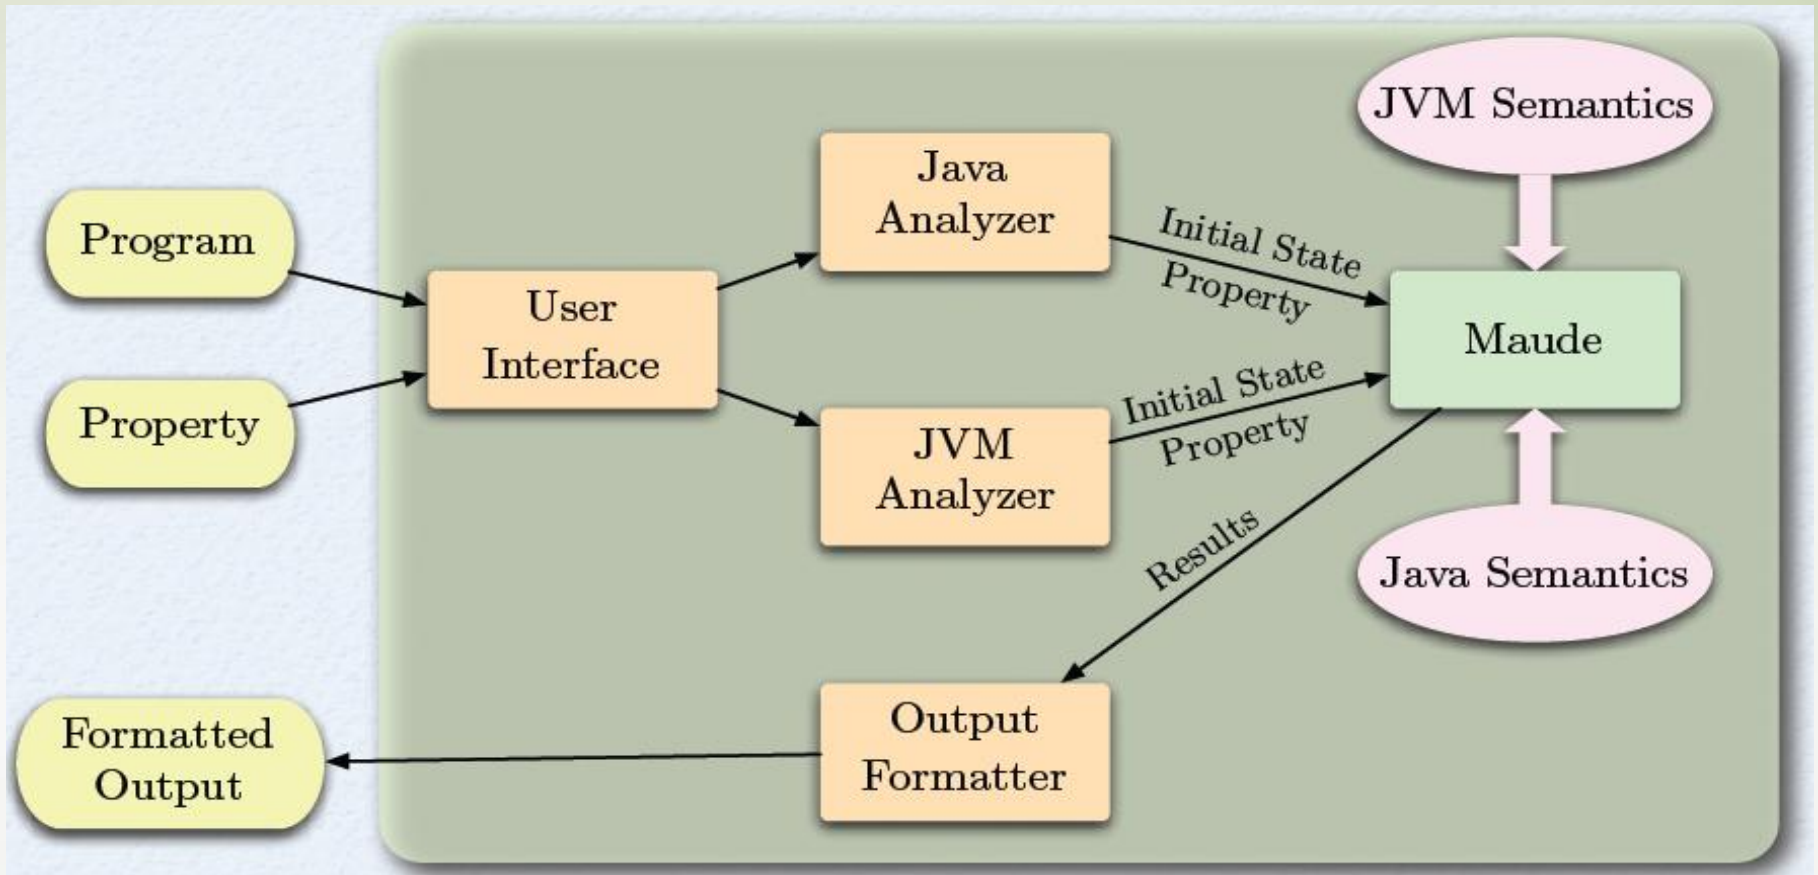 Program
Property
User
Interface
Java
Analyzer
JVM
Analyzer
Initial State
Property
Initial State
Property
JVM Semantics
Maude
Java Semantics
Results
Output
Formatter
Formatted
Output